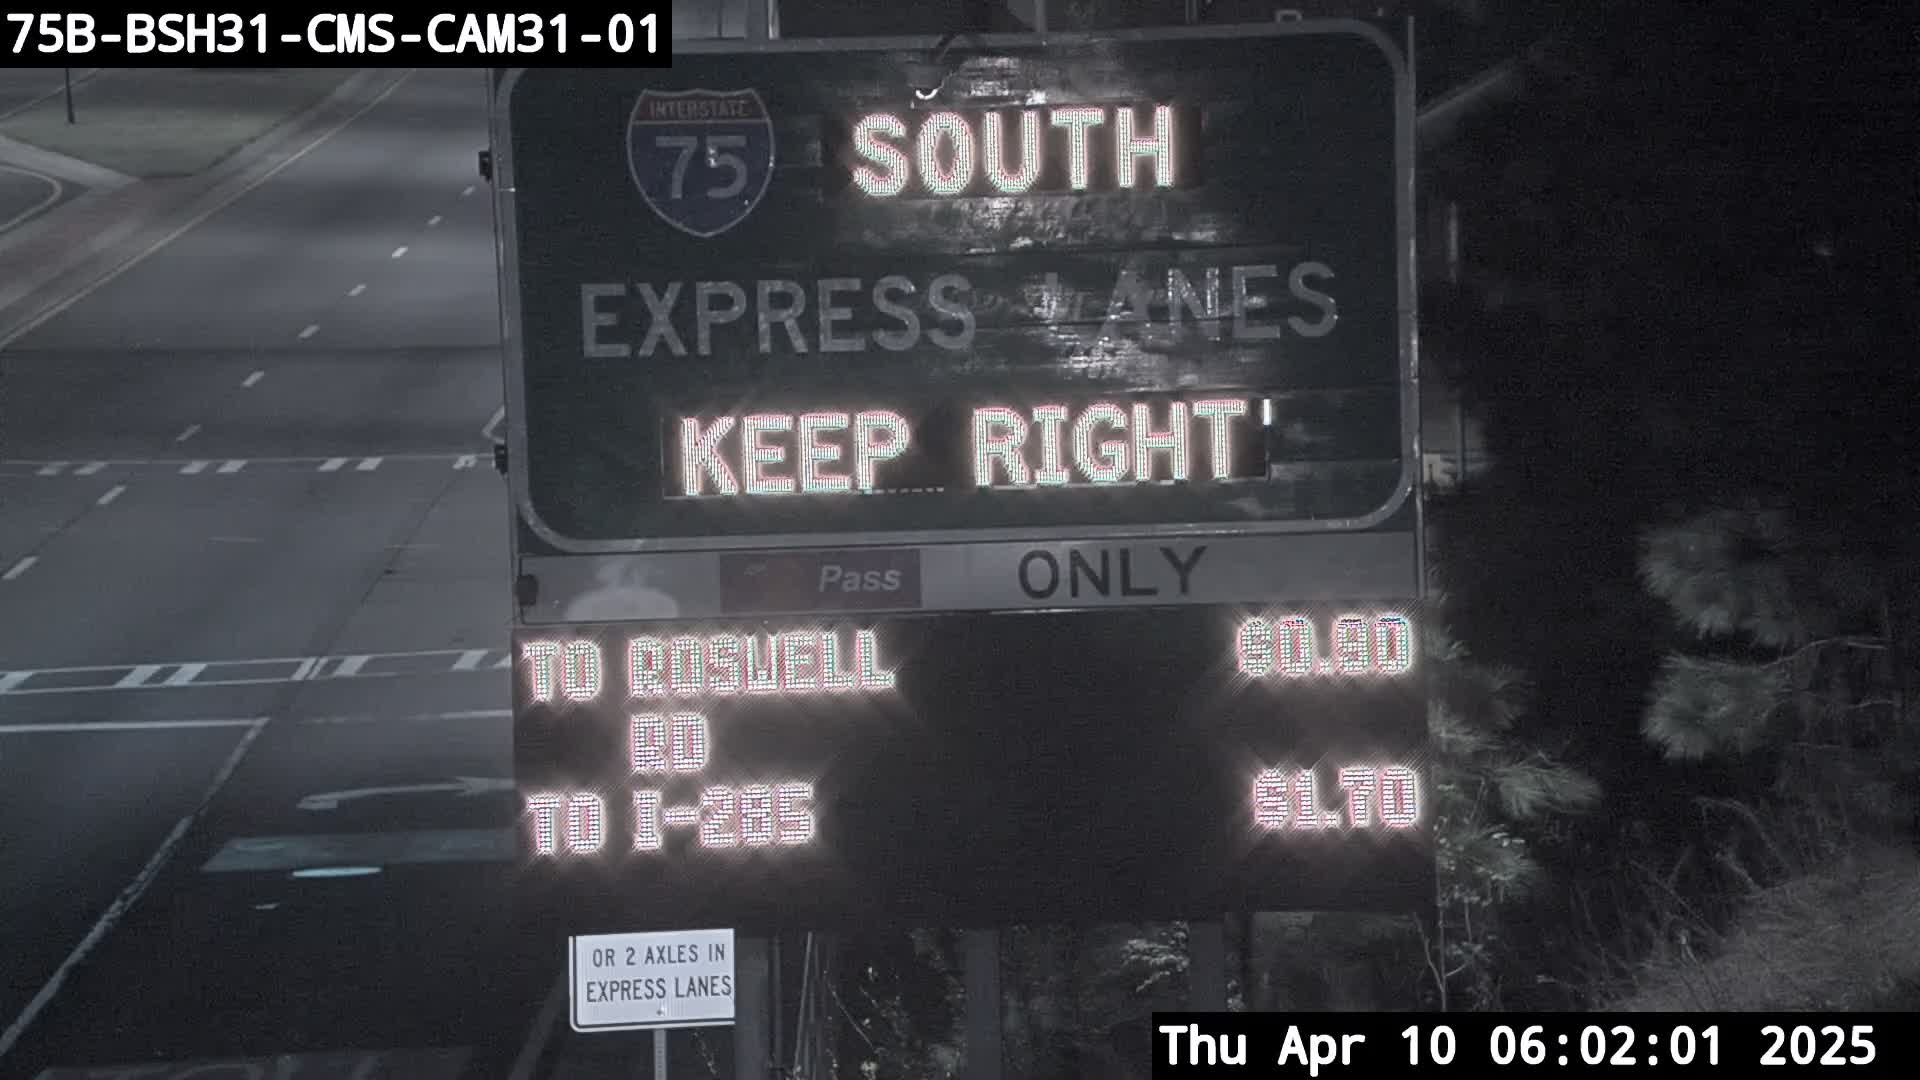 75B-BSH31-CMS-CAM31-01
INTERSTATE
75
SOUTH
EXPRESS LANES
KEEP RIGHT
Pass ONLY
TO ROSWELL $0.90
RD
TO I-285 $1.70
OR 2 AXLES IN
EXPRESS LANES
Thu Apr 10 06:02:01 2025